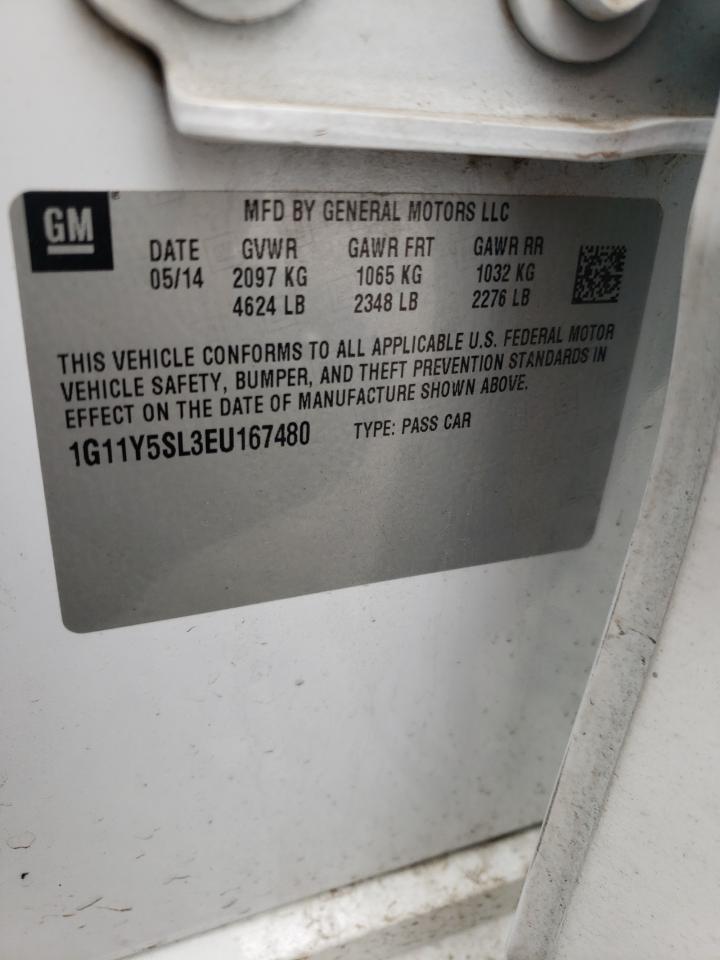 GM
MFD BY GENERAL MOTORS LLC
DATE GVWR GAWR FRT GAWR RR
05/14 2097 KG 1065 KG 1032 KG
4624 LB 2348 LB 2276 LB
THIS VEHICLE CONFORMS TO ALL APPLICABLE U.S. FEDERAL MOTOR
VEHICLE SAFETY, BUMPER, AND THEFT PREVENTION STANDARDS IN
EFFECT ON THE DATE OF MANUFACTURE SHOWN ABOVE.
1G11Y5SL3EU167480 TYPE: PASS CAR